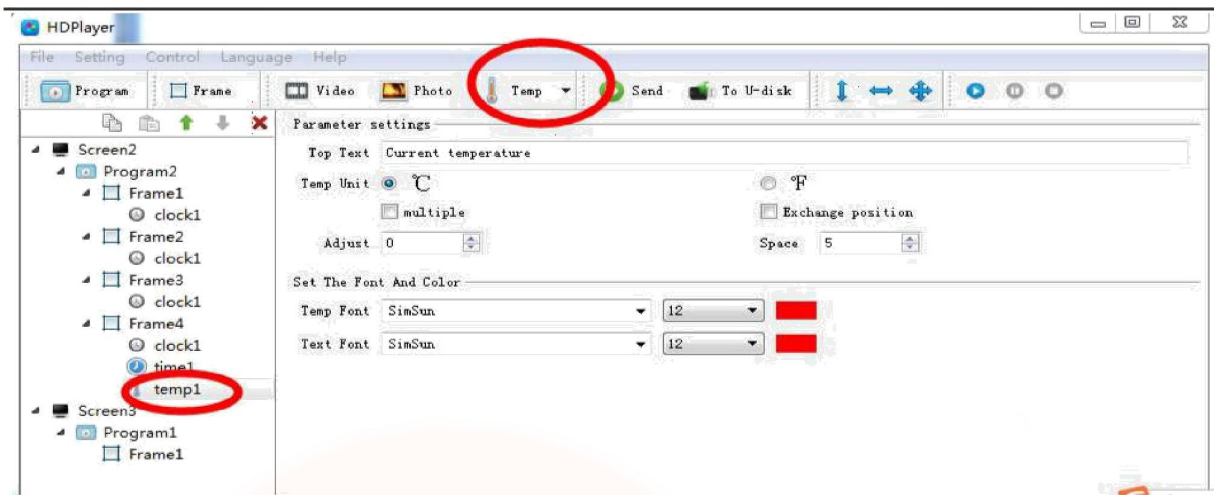 HDPlayer
File Setting Control Language Help
Program Frame Video Photo Temp Send To U-disk
Parameter settings
Screen2
Top Text Current temperature
Program2
Temp Unit ℃ ℉
Frame1
clock1
multiple Exchange position
Frame2
Adjust 0 Space 5
clock1
Frame3
Set The Font And Color
clock1
Temp Font SimSun 12
Frame4
clock1
Text Font SimSun 12
time1
temp1
Screen3
Program1
Frame1